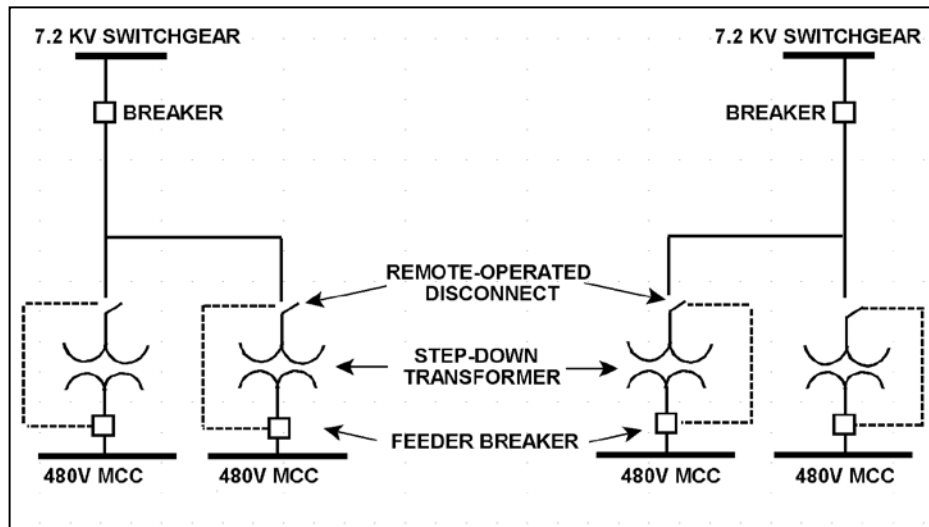 7.2 KV SWITCHGEAR
7.2 KV SWITCHGEAR
BREAKER
BREAKER
REMOTE-OPERATED
DISCONNECT
STEP-DOWN
TRANSFORMER
FEEDER BREAKER
480V MCC
480V MCC
480V MCC
480V MCC